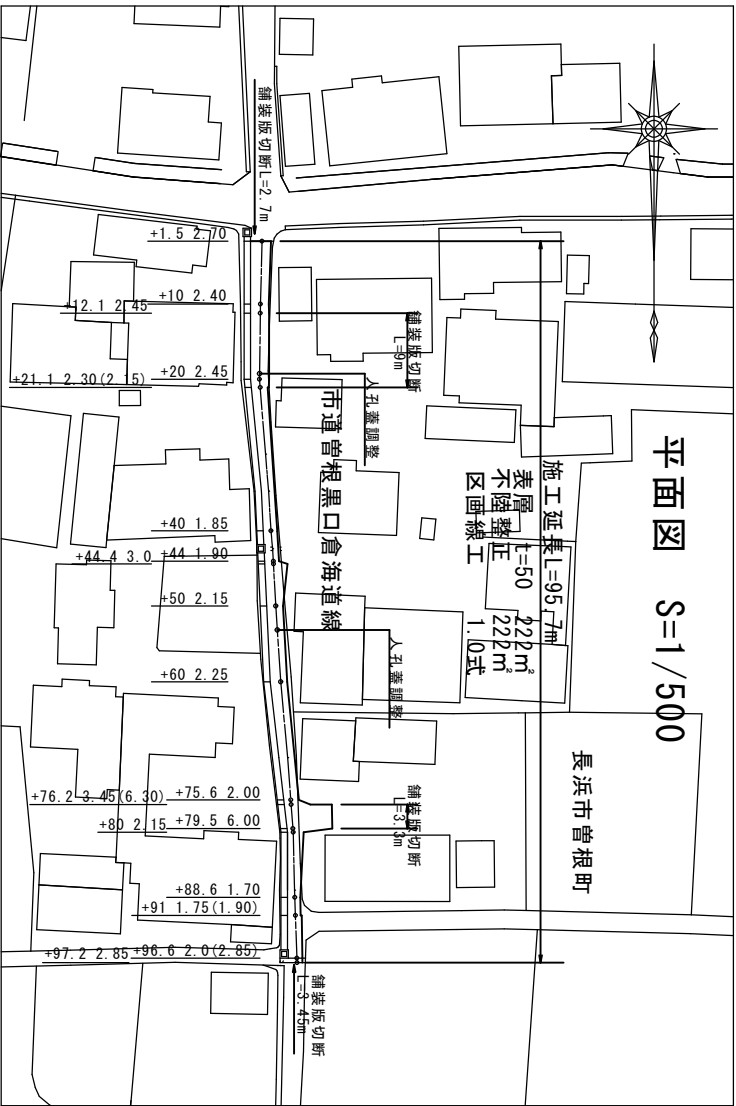 平面図 S=1/500
施工延長L=95.7m
表層 t=50 222㎡
不陸整正 222㎡
区画線工 1.0式
長浜市曽根町
市道曽根黒口倉海道線
舗装版切断L=2.7m
舗装版切断
L=9m
人孔蓋調整
人孔蓋調整
舗装版切断
L=3.3m
舗装版切断
L=3.45m
+1.5 2.70
+10 2.40
+12.1 2.45
+20 2.45
+21.1 2.30(2.15)
+40 1.85
+44 1.90
+44.4 3.0
+50 2.15
+60 2.25
+75.6 2.00
+76.2 3.45(6.30)
+79.5 6.00
+80 2.15
+88.6 1.70
+91 1.75(1.90)
+96.6 2.0(2.85)
+97.2 2.85